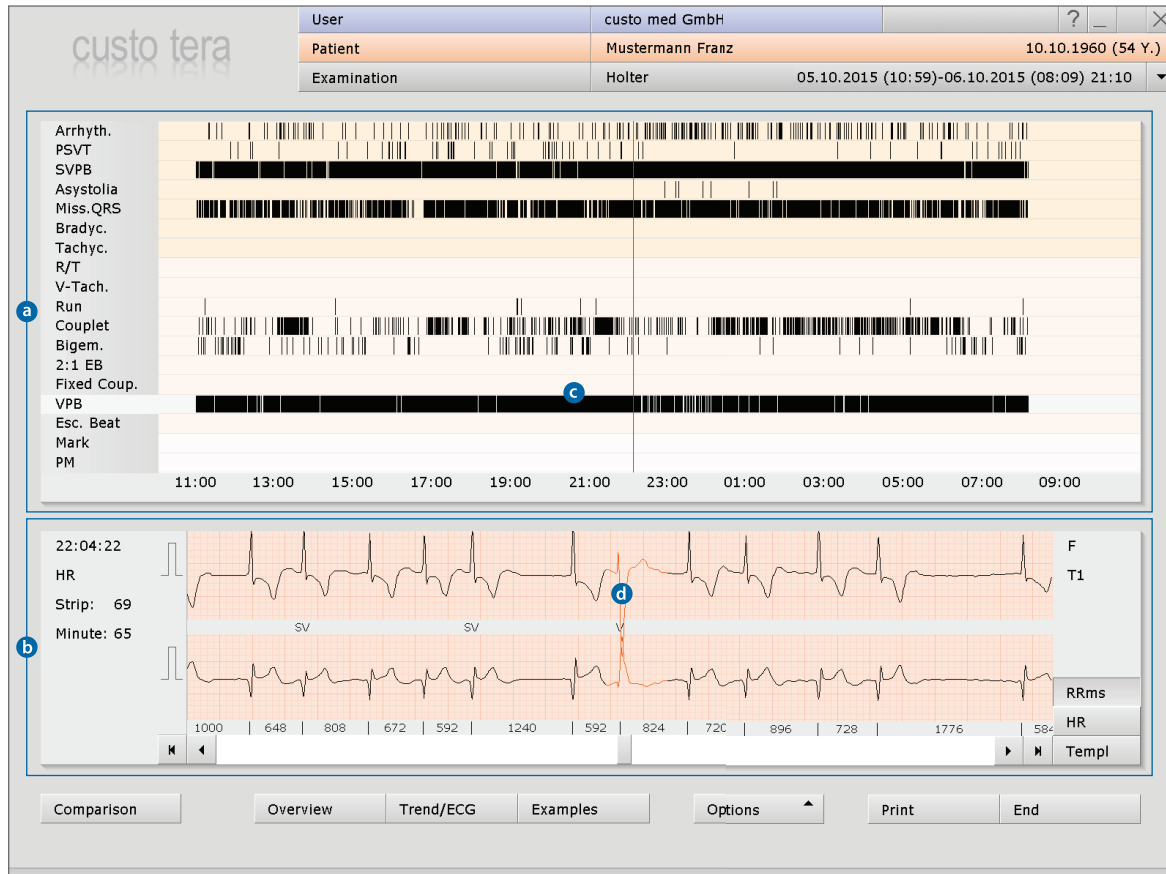 custo tera
User custo med GmbH ? _ X
Patient Mustermann Franz 10.10.1960 (54 Y.)
Examination Holter 05.10.2015 (10:59)-06.10.2015 (08:09) 21:10
Arrhyth.
PSVT
SVPB
Asystolia
Miss.QRS
Bradyc.
Tachyc.
R/T
V-Tach.
Run
a
Couplet
Bigem.
2:1 EB
Fixed Coup.
c
VPB
Esc. Beat
Mark
PM
11:00 13:00 15:00 17:00 19:00 21:00 23:00 01:00 03:00 05:00 07:00 09:00
22:04:22 F
HR T1
d
Strip: 69
Minute: 65 SV SV V
b
RRms
1000 648 808 672 592 1240 592 824 720 896 728 1776 584
HR
Templ
Comparison Overview Trend/ECG Examples Options Print End